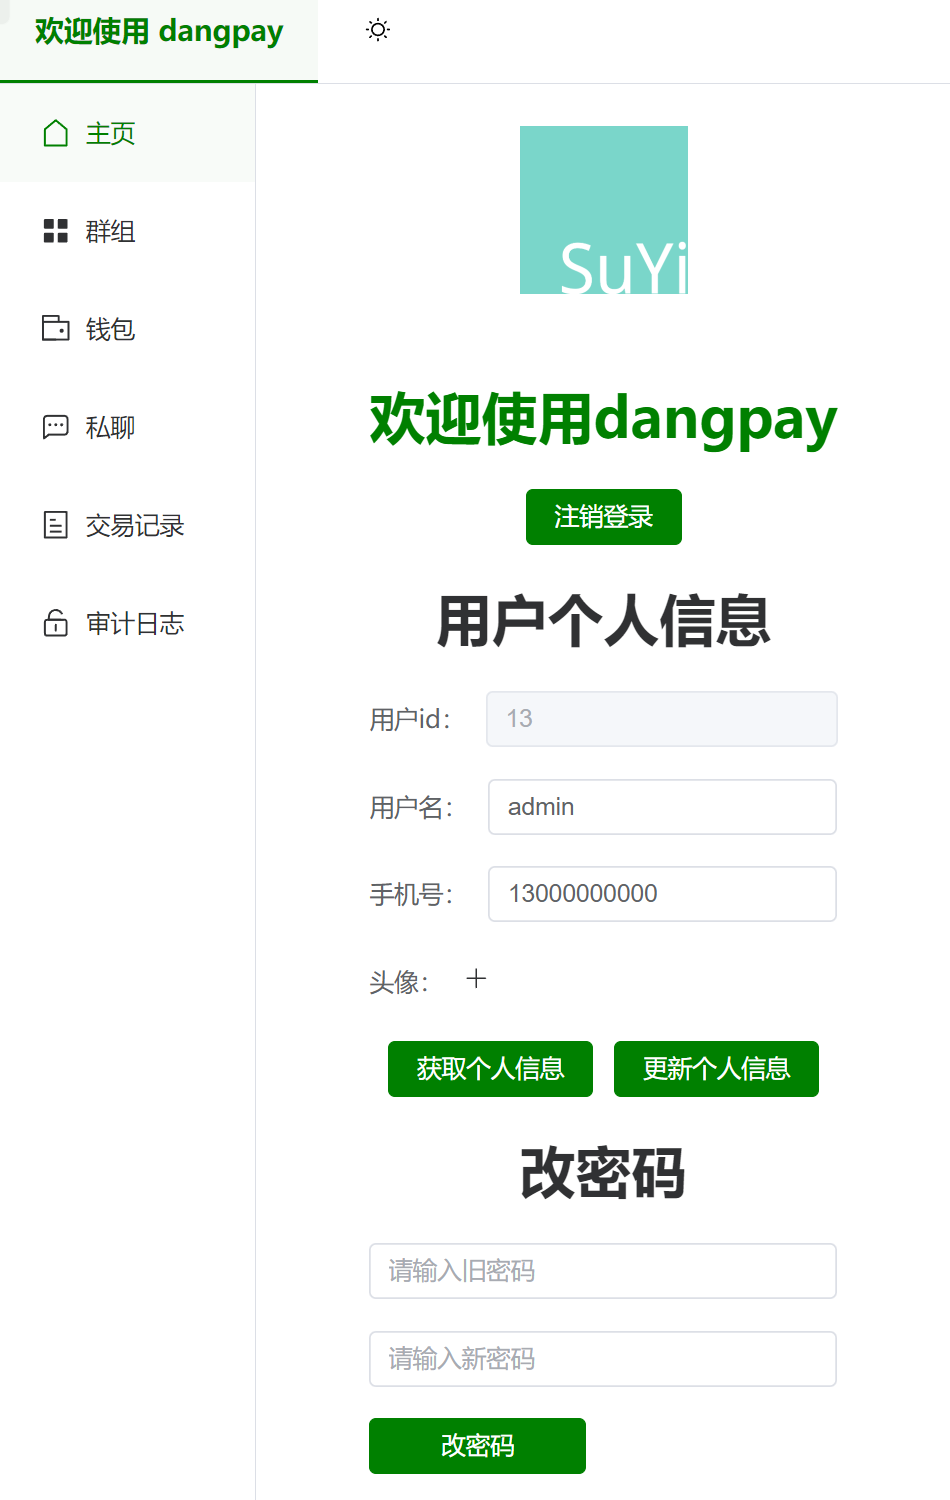 欢迎使用 dangpay
主页
群组
钱包
私聊
交易记录
审计日志
SuYi
欢迎使用dangpay
注销登录
用户个人信息
用户id： 13
用户名： admin
手机号： 13000000000
头像：
获取个人信息 更新个人信息
改密码
请输入旧密码
请输入新密码
改密码